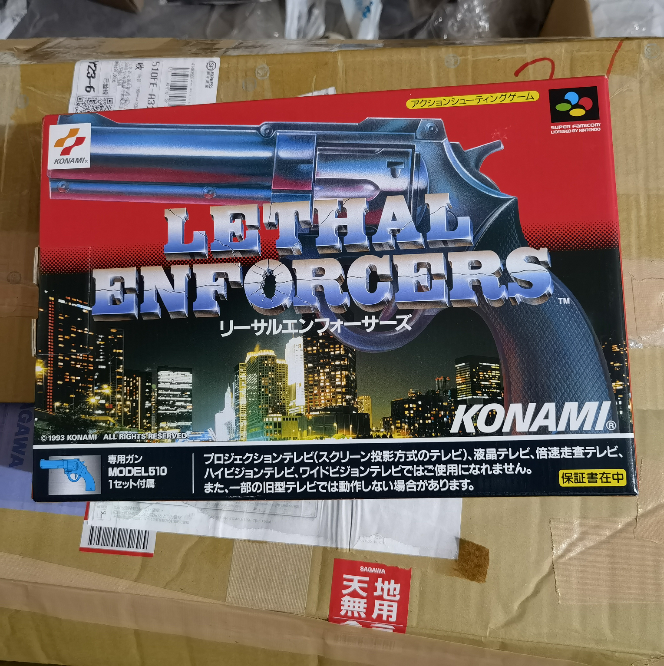 アクションシューティングゲーム
SUPER FAMICOM
LICENSED BY NINTENDO
KONAMI®
LETHAL
ENFORCERS™
リーサルエンフォーサーズ
KONAMI®
© 1993 KONAMI ALL RIGHTS RESERVED
専用ガン
MODEL510
1セット付属
プロジェクションテレビ(スクリーン投影方式のテレビ)、液晶テレビ、倍速走査テレビ、
ハイビジョンテレビ、ワイドビジョンテレビではご使用になれません。
また、一部の旧型テレビでは動作しない場合があります。
保証書在中
SAGAWA
SAGAWA
天地
無用